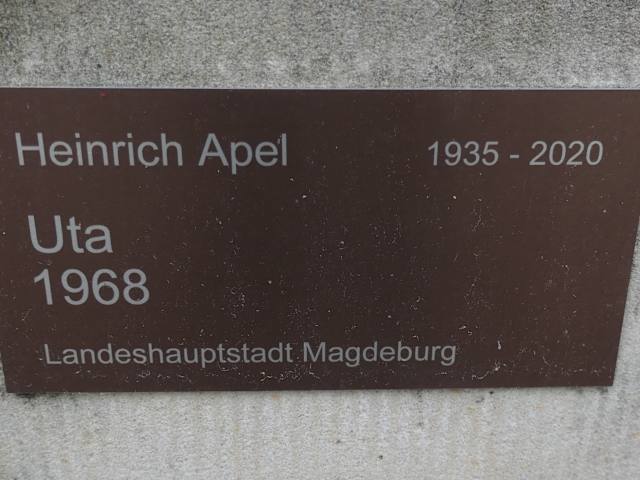 Heinrich Apel 1935 - 2020
Uta
1968
Landeshauptstadt Magdeburg